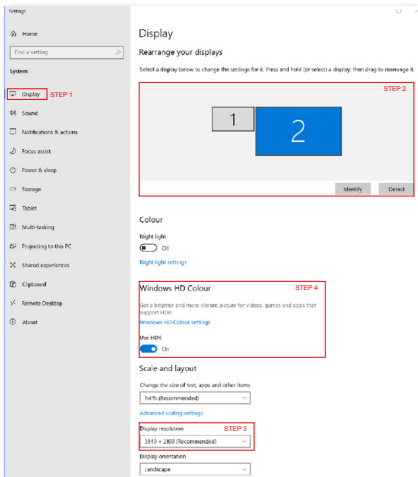 Settings
Home
Find a setting
System
Display STEP 1
Sound
Notifications & actions
Focus assist
Power & sleep
Storage
Tablet
Multi-tasking
Projecting to this PC
Shared experiences
Clipboard
Remote Desktop
About
Display
Rearrange your displays
Select a display below to change the settings for it. Press and hold (or select) a display, then drag to rearrange it.
STEP 2
1 2
Identify Detect
Colour
Night light
Off
Night light settings
Windows HD Colour STEP 4
Get a brighter and more vibrant picture for videos, games and apps that
support HDR.
Windows HD Colour settings
Use HDR
On
Scale and layout
Change the size of text, apps and other items
150% (Recommended)
Advanced scaling settings
Display resolution STEP 3
3840 × 2160 (Recommended)
Display orientation
Landscape